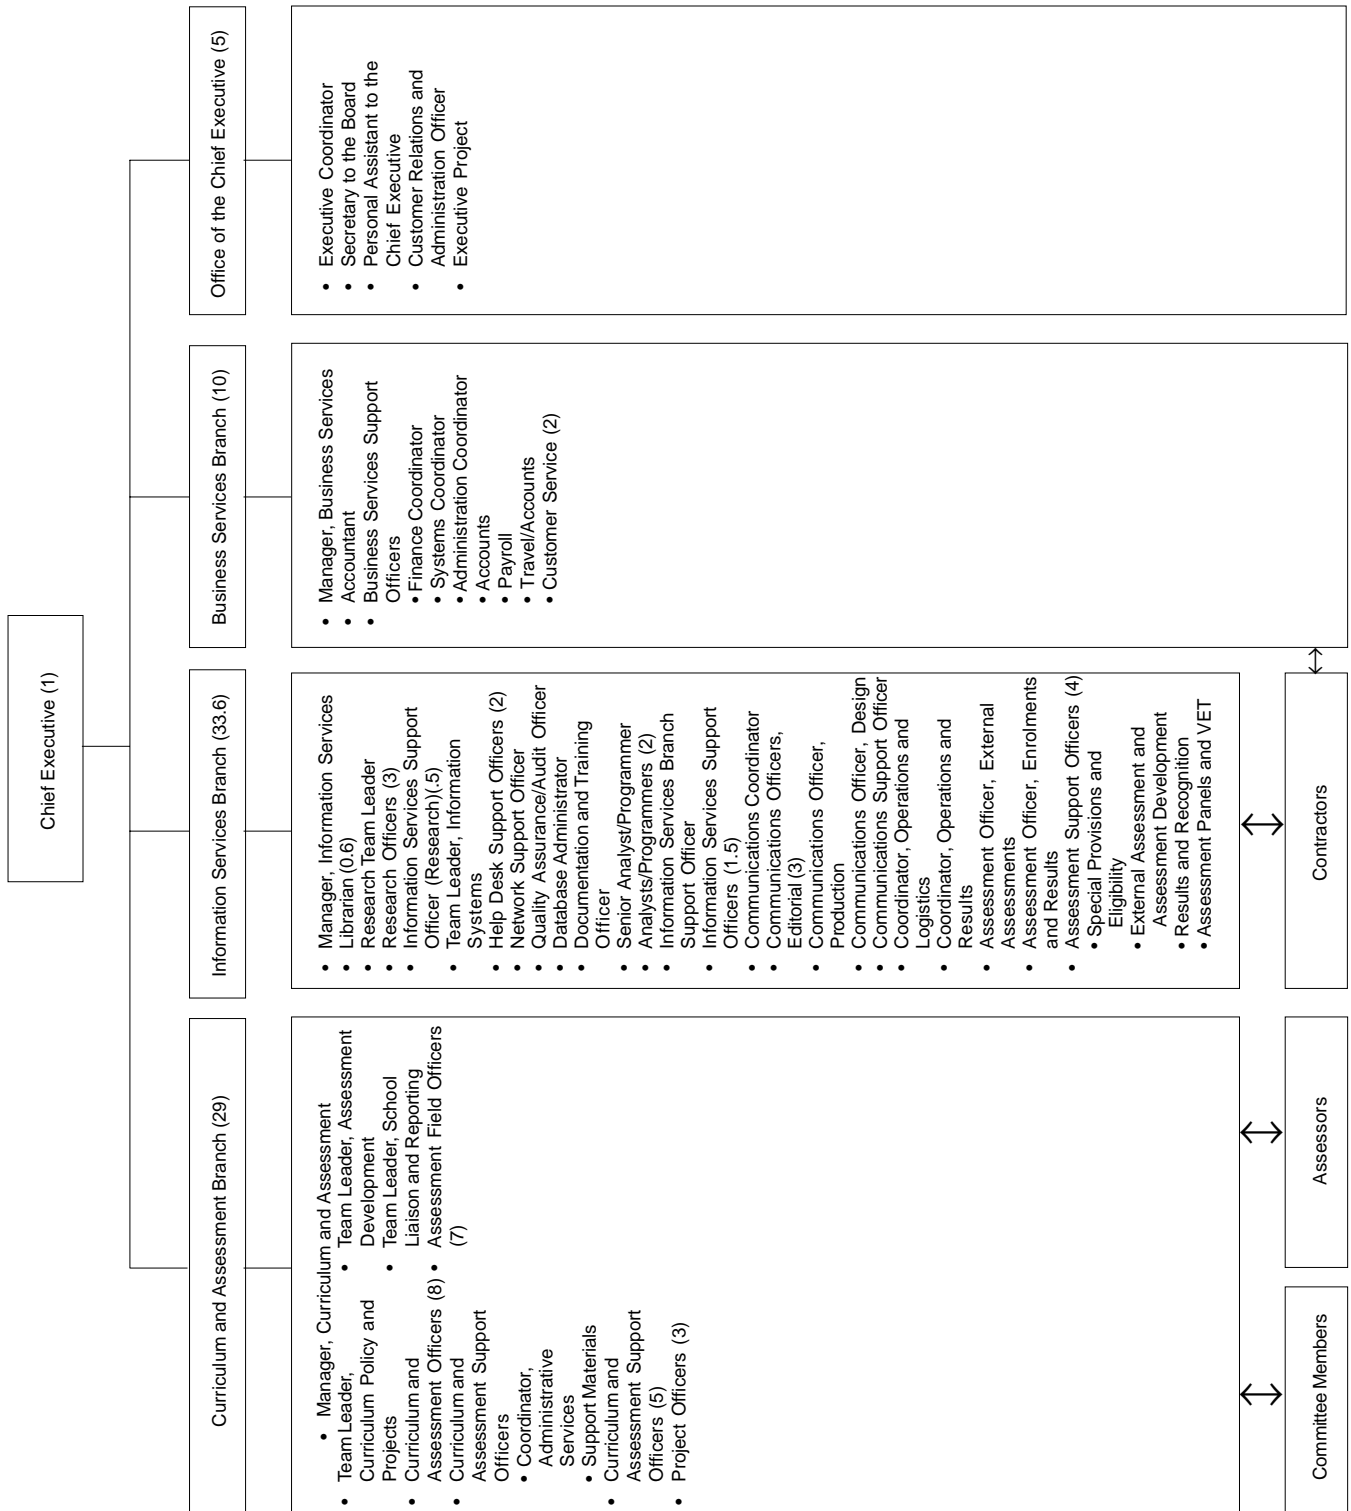 Chief Executive (1)
Curriculum and Assessment Branch (29)
Information Services Branch (33.6)
Business Services Branch (10)
Office of the Chief Executive (5)
• Manager, Curriculum and Assessment
• Team Leader,
Curriculum Policy and
Projects
• Curriculum and
Assessment Officers (8)
• Curriculum and
Assessment Support
Officers
• Coordinator,
Administrative
Services
• Support Materials
• Curriculum and
Assessment Support
Officers (5)
• Project Officers (3)
• Team Leader, Assessment
Development
• Team Leader, School
Liaison and Reporting
• Assessment Field Officers
(7)
• Manager, Information Services
• Librarian (0.6)
• Research Team Leader
• Research Officers (3)
• Information Services Support
Officer (Research)(.5)
• Team Leader, Information
Systems
• Help Desk Support Officers (2)
• Network Support Officer
• Quality Assurance/Audit Officer
• Database Administrator
• Documentation and Training
Officer
• Senior Analyst/Programmer
• Analysts/Programmers (2)
• Information Services Branch
Support Officer
• Information Services Support
Officers (1.5)
• Communications Coordinator
• Communications Officers,
Editorial (3)
• Communications Officer,
Production
• Communications Officer, Design
• Communications Support Officer
• Coordinator, Operations and
Logistics
• Coordinator, Operations and
Results
• Assessment Officer, External
Assessments
• Assessment Officer, Enrolments
and Results
• Assessment Support Officers (4)
• Special Provisions and
Eligibility
• External Assessment and
Assessment Development
• Results and Recognition
• Assessment Panels and VET
• Manager, Business Services
• Accountant
• Business Services Support
Officers
• Finance Coordinator
• Systems Coordinator
• Administration Coordinator
• Accounts
• Payroll
• Travel/Accounts
• Customer Service (2)
• Executive Coordinator
• Secretary to the Board
• Personal Assistant to the
Chief Executive
• Customer Relations and
Administration Officer
• Executive Project
Committee Members
Assessors
Contractors